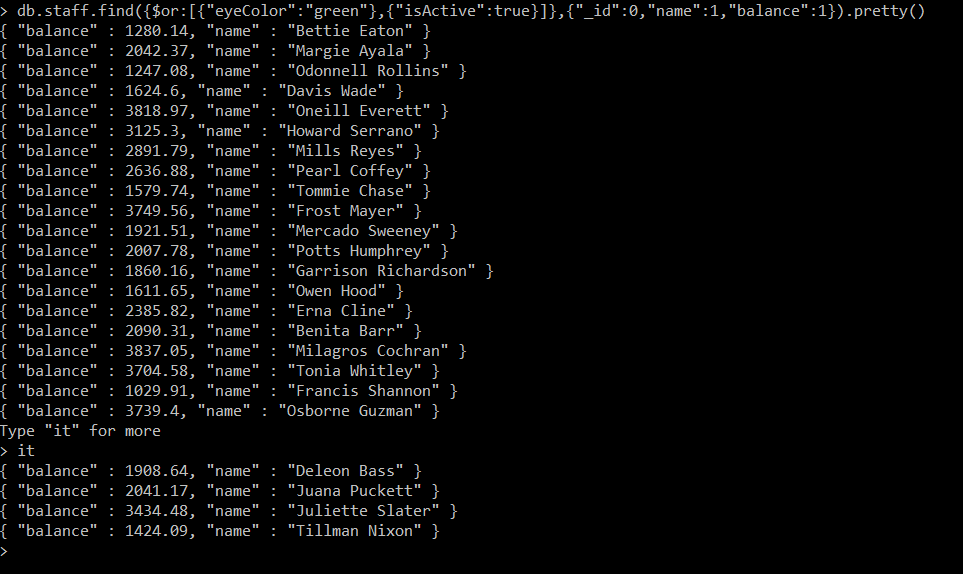 > db.staff.find({$or:[{"eyeColor":"green"},{"isActive":true}]},{"_id":0,"name":1,"balance":1}).pretty()
{ "balance" : 1280.14, "name" : "Bettie Eaton" }
{ "balance" : 2042.37, "name" : "Margie Ayala" }
{ "balance" : 1247.08, "name" : "Odonnell Rollins" }
{ "balance" : 1624.6, "name" : "Davis Wade" }
{ "balance" : 3818.97, "name" : "Oneill Everett" }
{ "balance" : 3125.3, "name" : "Howard Serrano" }
{ "balance" : 2891.79, "name" : "Mills Reyes" }
{ "balance" : 2636.88, "name" : "Pearl Coffey" }
{ "balance" : 1579.74, "name" : "Tommie Chase" }
{ "balance" : 3749.56, "name" : "Frost Mayer" }
{ "balance" : 1921.51, "name" : "Mercado Sweeney" }
{ "balance" : 2007.78, "name" : "Potts Humphrey" }
{ "balance" : 1860.16, "name" : "Garrison Richardson" }
{ "balance" : 1611.65, "name" : "Owen Hood" }
{ "balance" : 2385.82, "name" : "Erna Cline" }
{ "balance" : 2090.31, "name" : "Benita Barr" }
{ "balance" : 3837.05, "name" : "Milagros Cochran" }
{ "balance" : 3704.58, "name" : "Tonia Whitley" }
{ "balance" : 1029.91, "name" : "Francis Shannon" }
{ "balance" : 3739.4, "name" : "Osborne Guzman" }
Type "it" for more
> it
{ "balance" : 1908.64, "name" : "Deleon Bass" }
{ "balance" : 2041.17, "name" : "Juana Puckett" }
{ "balance" : 3434.48, "name" : "Juliette Slater" }
{ "balance" : 1424.09, "name" : "Tillman Nixon" }
>